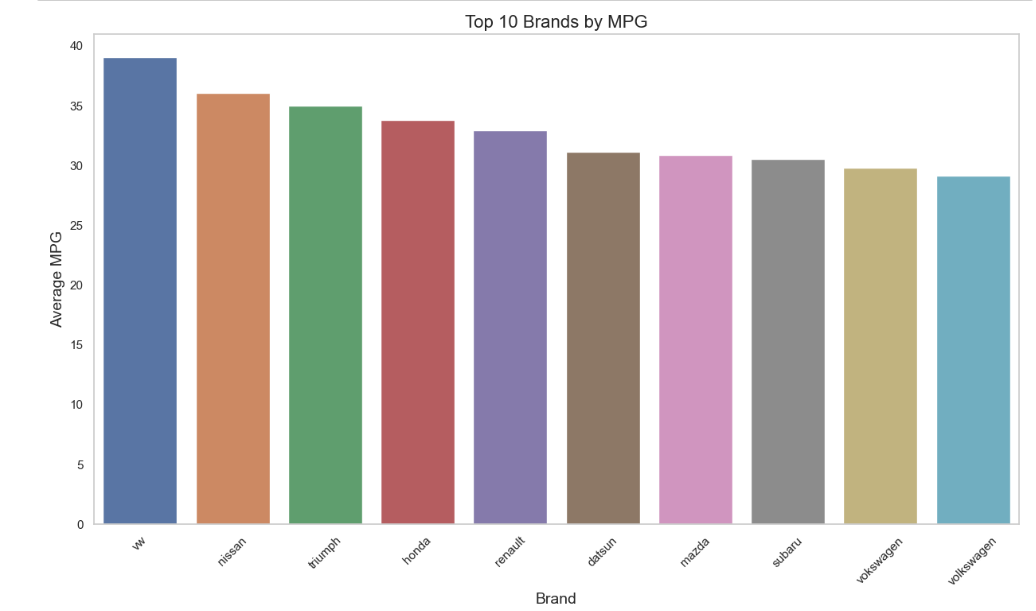 Top 10 Brands by MPG
Average MPG
40
35
30
25
20
15
10
5
0
vw
nissan
triumph
honda
renault
datsun
mazda
subaru
vokswagen
volkswagen
Brand